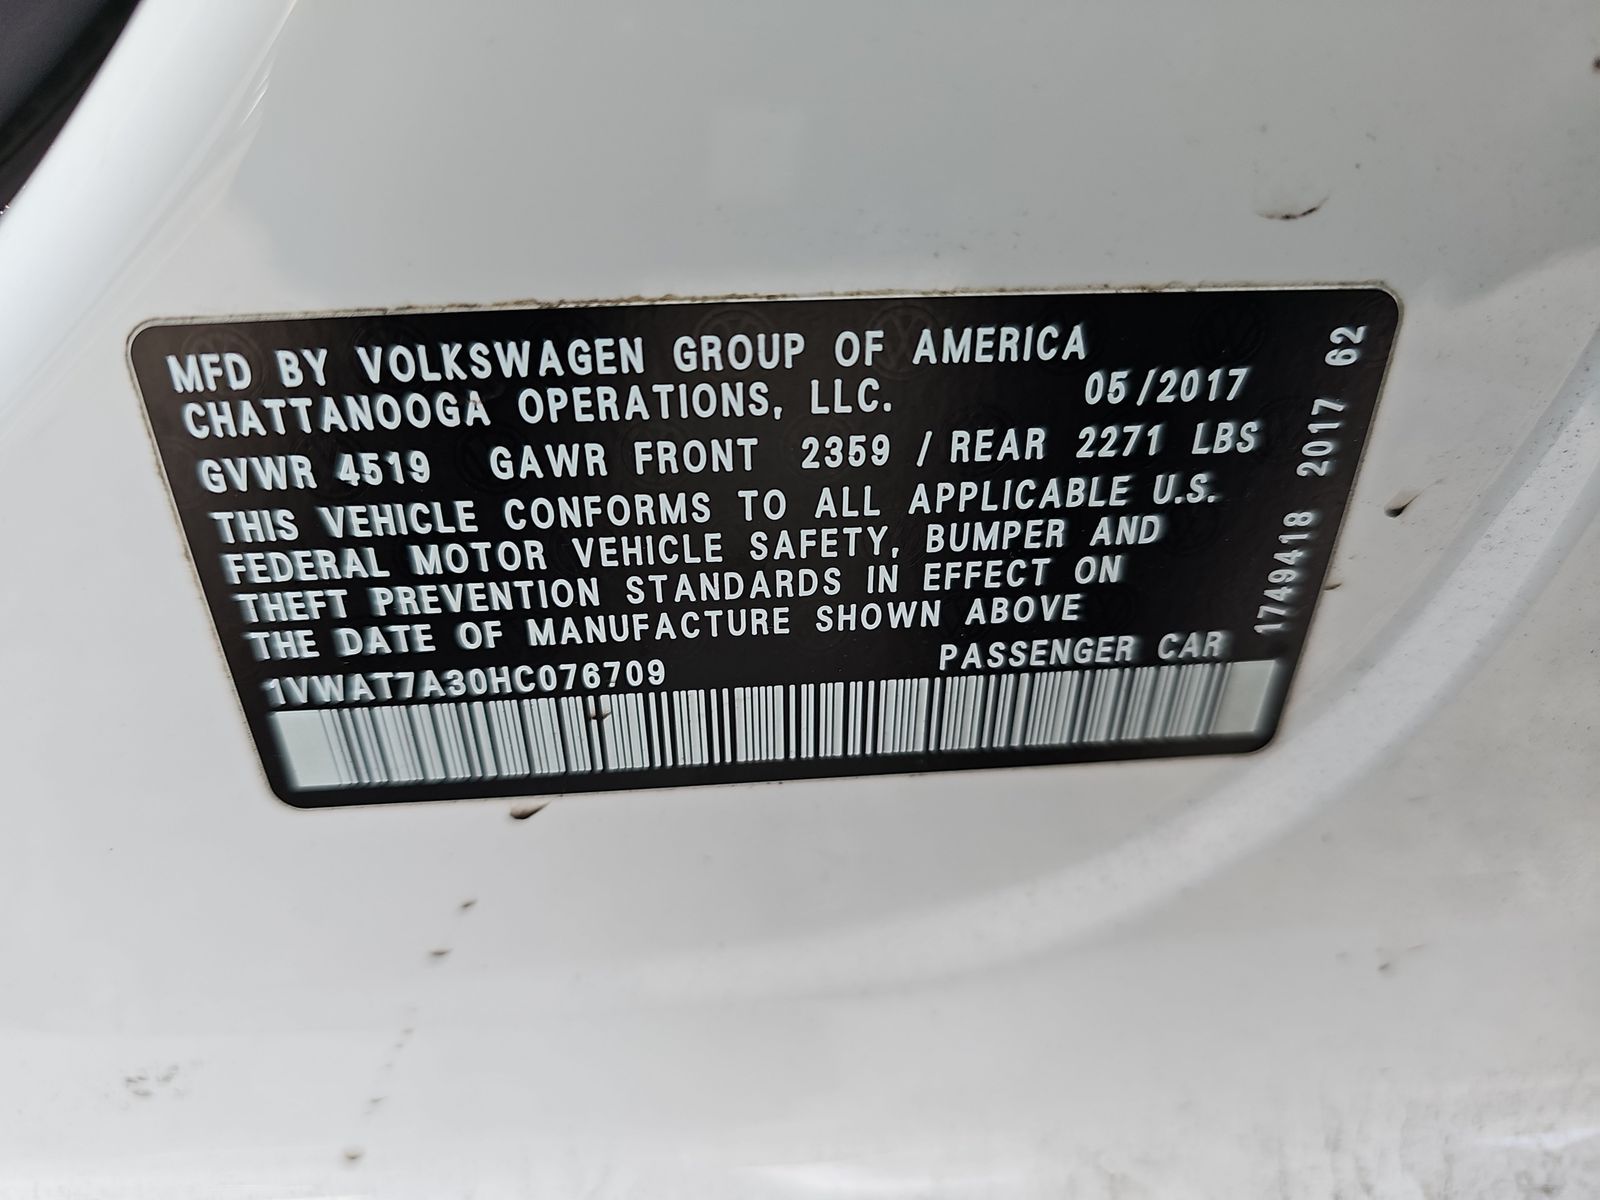 MFD BY VOLKSWAGEN GROUP OF AMERICA
CHATTANOOGA OPERATIONS, LLC. 05/2017
GVWR 4519 GAWR FRONT 2359 / REAR 2271 LBS
THIS VEHICLE CONFORMS TO ALL APPLICABLE U.S.
FEDERAL MOTOR VEHICLE SAFETY, BUMPER AND
THEFT PREVENTION STANDARDS IN EFFECT ON
THE DATE OF MANUFACTURE SHOWN ABOVE
1VWAT7A30HC076709 PASSENGER CAR
1749418 2017 62